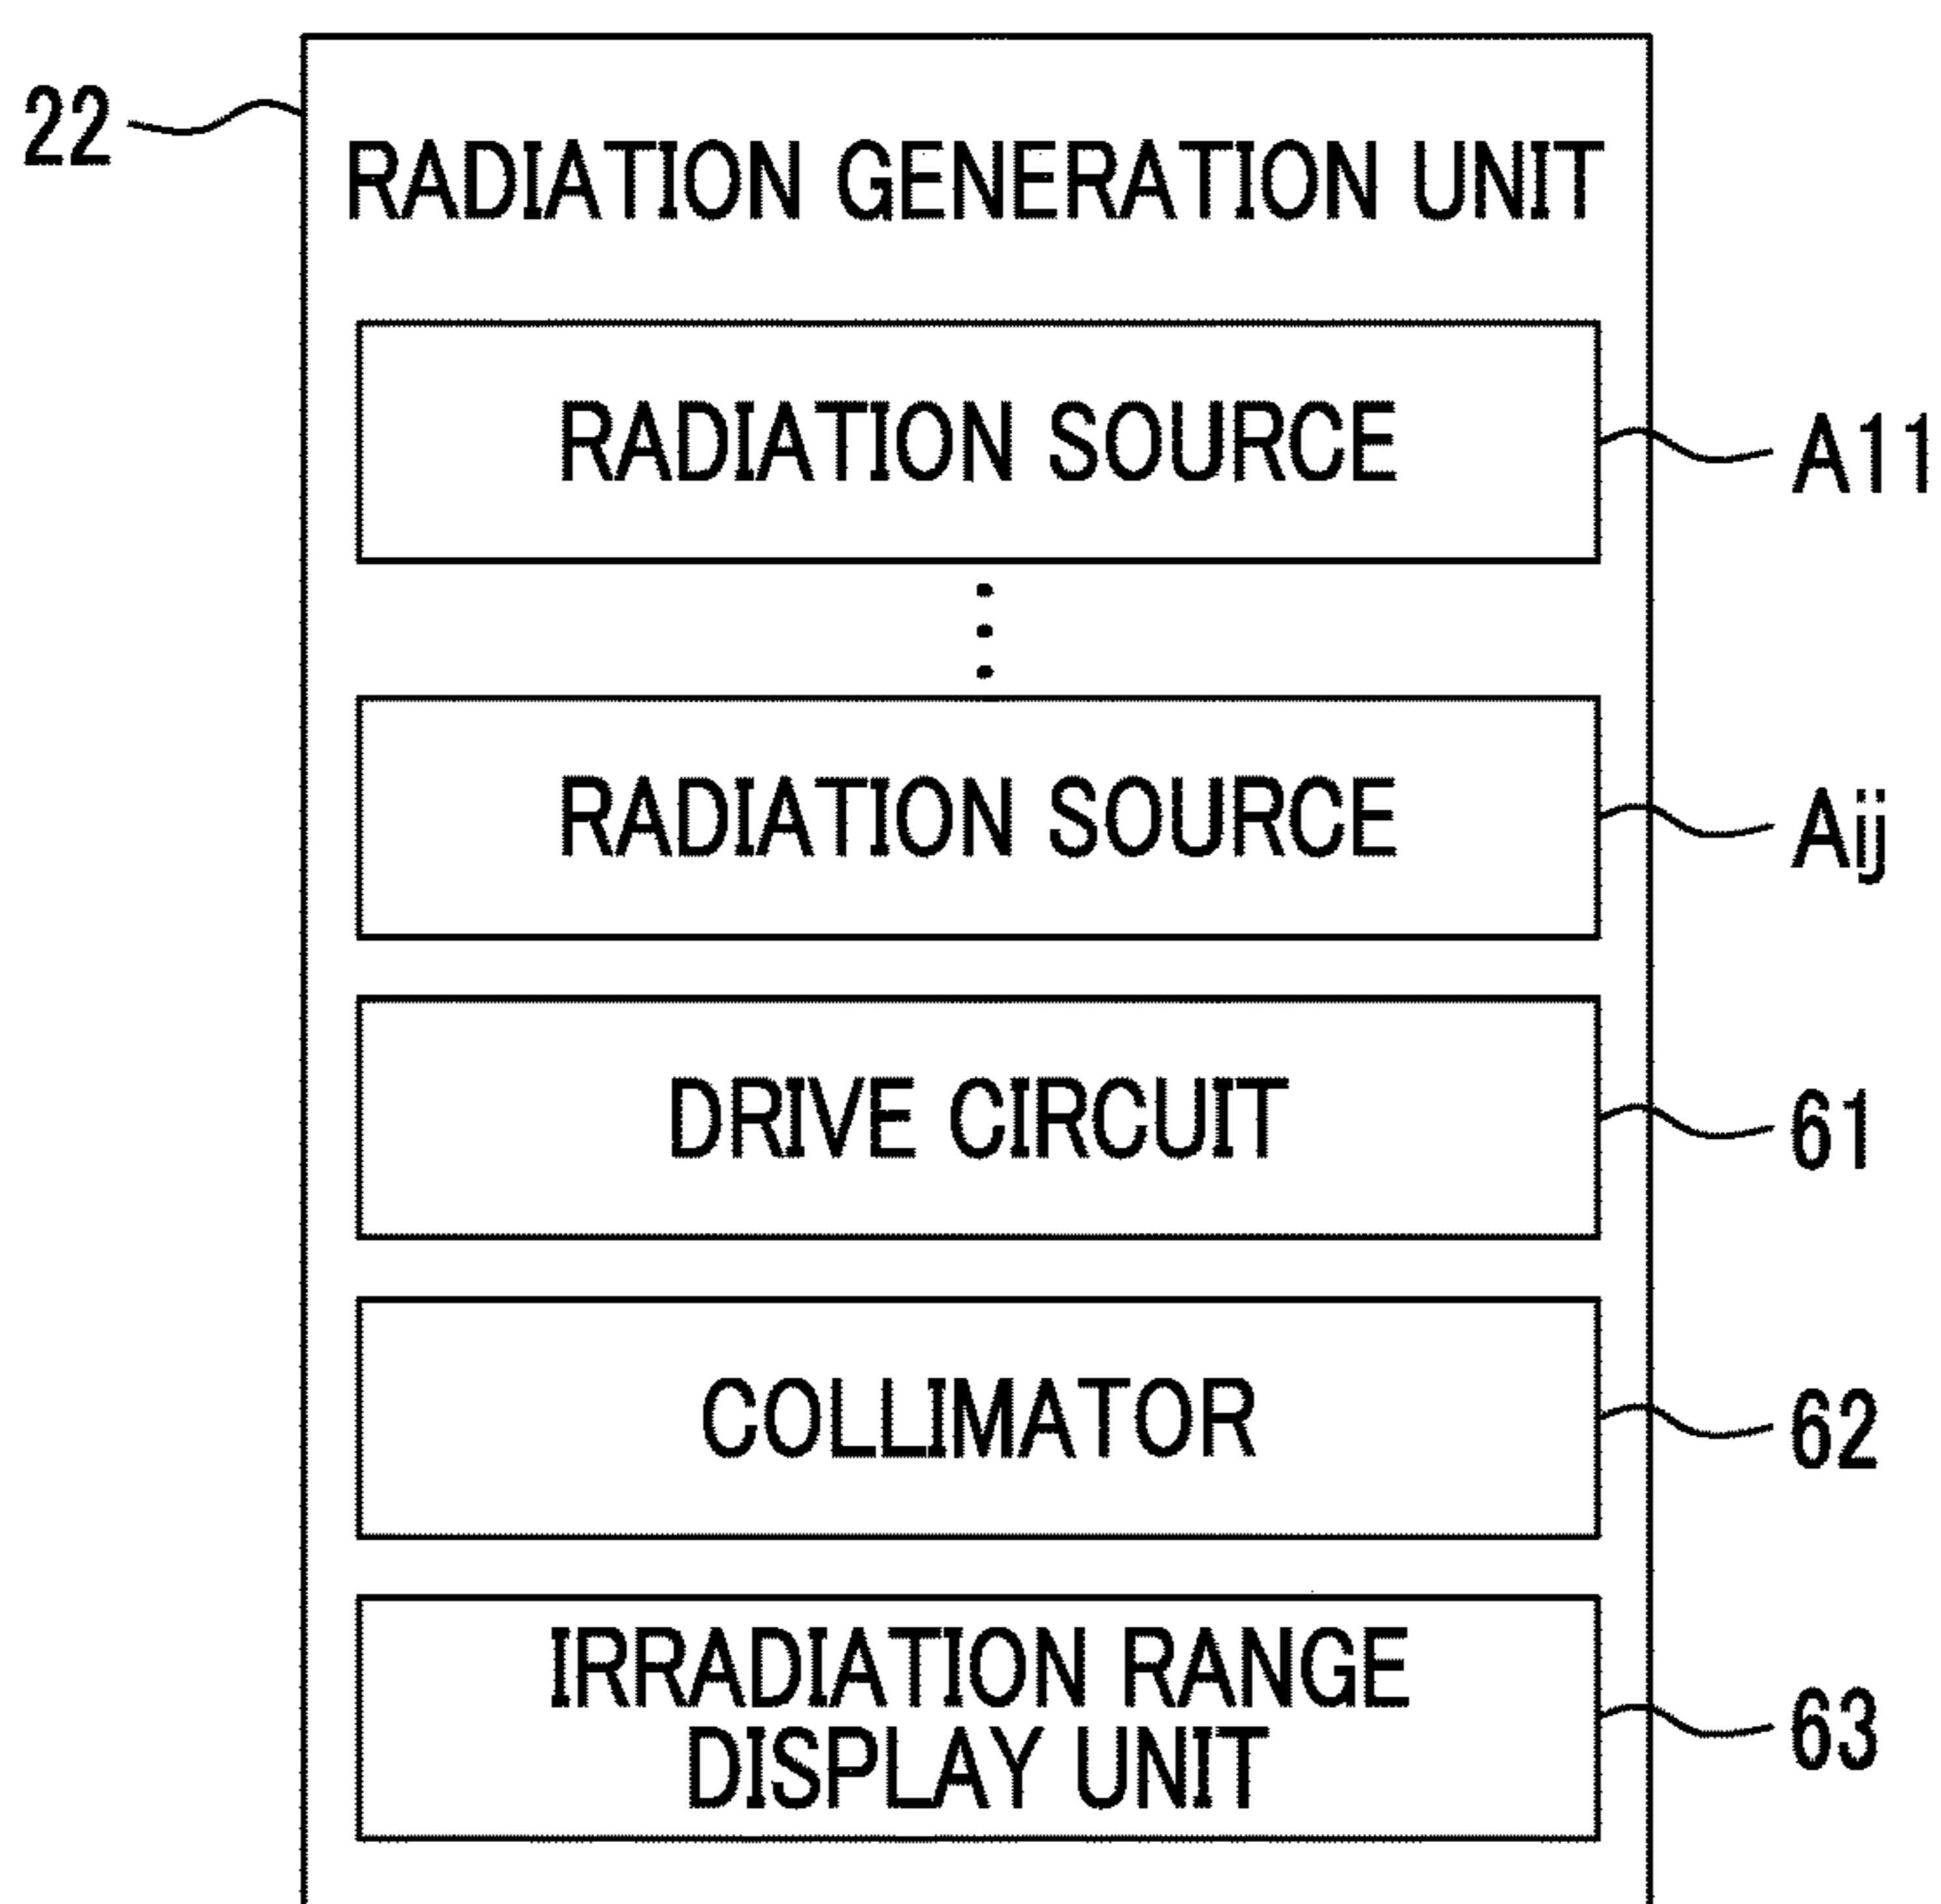 22
RADIATION GENERATION UNIT
RADIATION SOURCE
A11
RADIATION SOURCE
Aij
DRIVE CIRCUIT
61
COLLIMATOR
62
IRRADIATION RANGE
DISPLAY UNIT
63